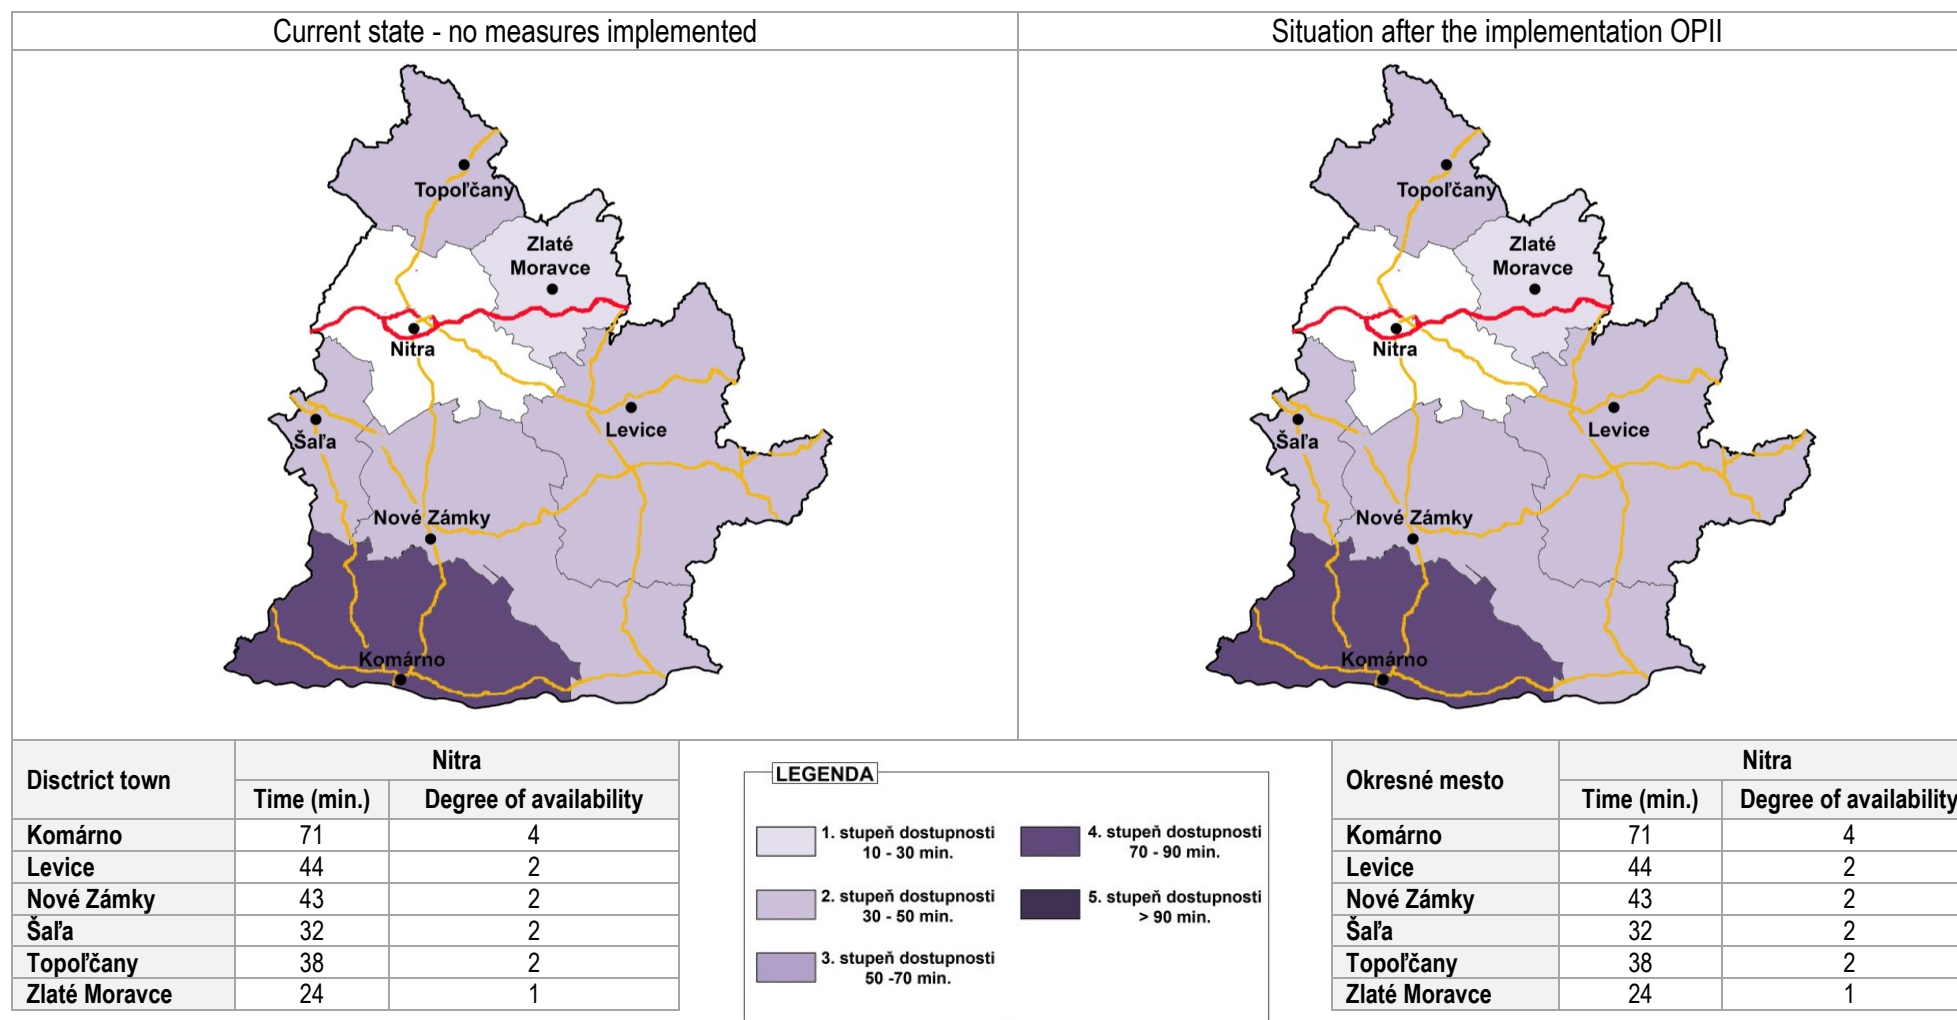 Current state - no measures implemented
Situation after the implementation OPII
Topoľčany
Zlaté
Moravce
Nitra
Levice
Šaľa
Nové Zámky
Komárno
Topoľčany
Zlaté
Moravce
Nitra
Levice
Šaľa
Nové Zámky
Komárno
Disctrict town Nitra
Time (min.) Degree of availability
Komárno 71 4
Levice 44 2
Nové Zámky 43 2
Šaľa 32 2
Topoľčany 38 2
Zlaté Moravce 24 1
LEGENDA
1. stupeň dostupnosti
10 - 30 min.
2. stupeň dostupnosti
30 - 50 min.
3. stupeň dostupnosti
50 -70 min.
4. stupeň dostupnosti
70 - 90 min.
5. stupeň dostupnosti
> 90 min.
Okresné mesto Nitra
Time (min.) Degree of availability
Komárno 71 4
Levice 44 2
Nové Zámky 43 2
Šaľa 32 2
Topoľčany 38 2
Zlaté Moravce 24 1